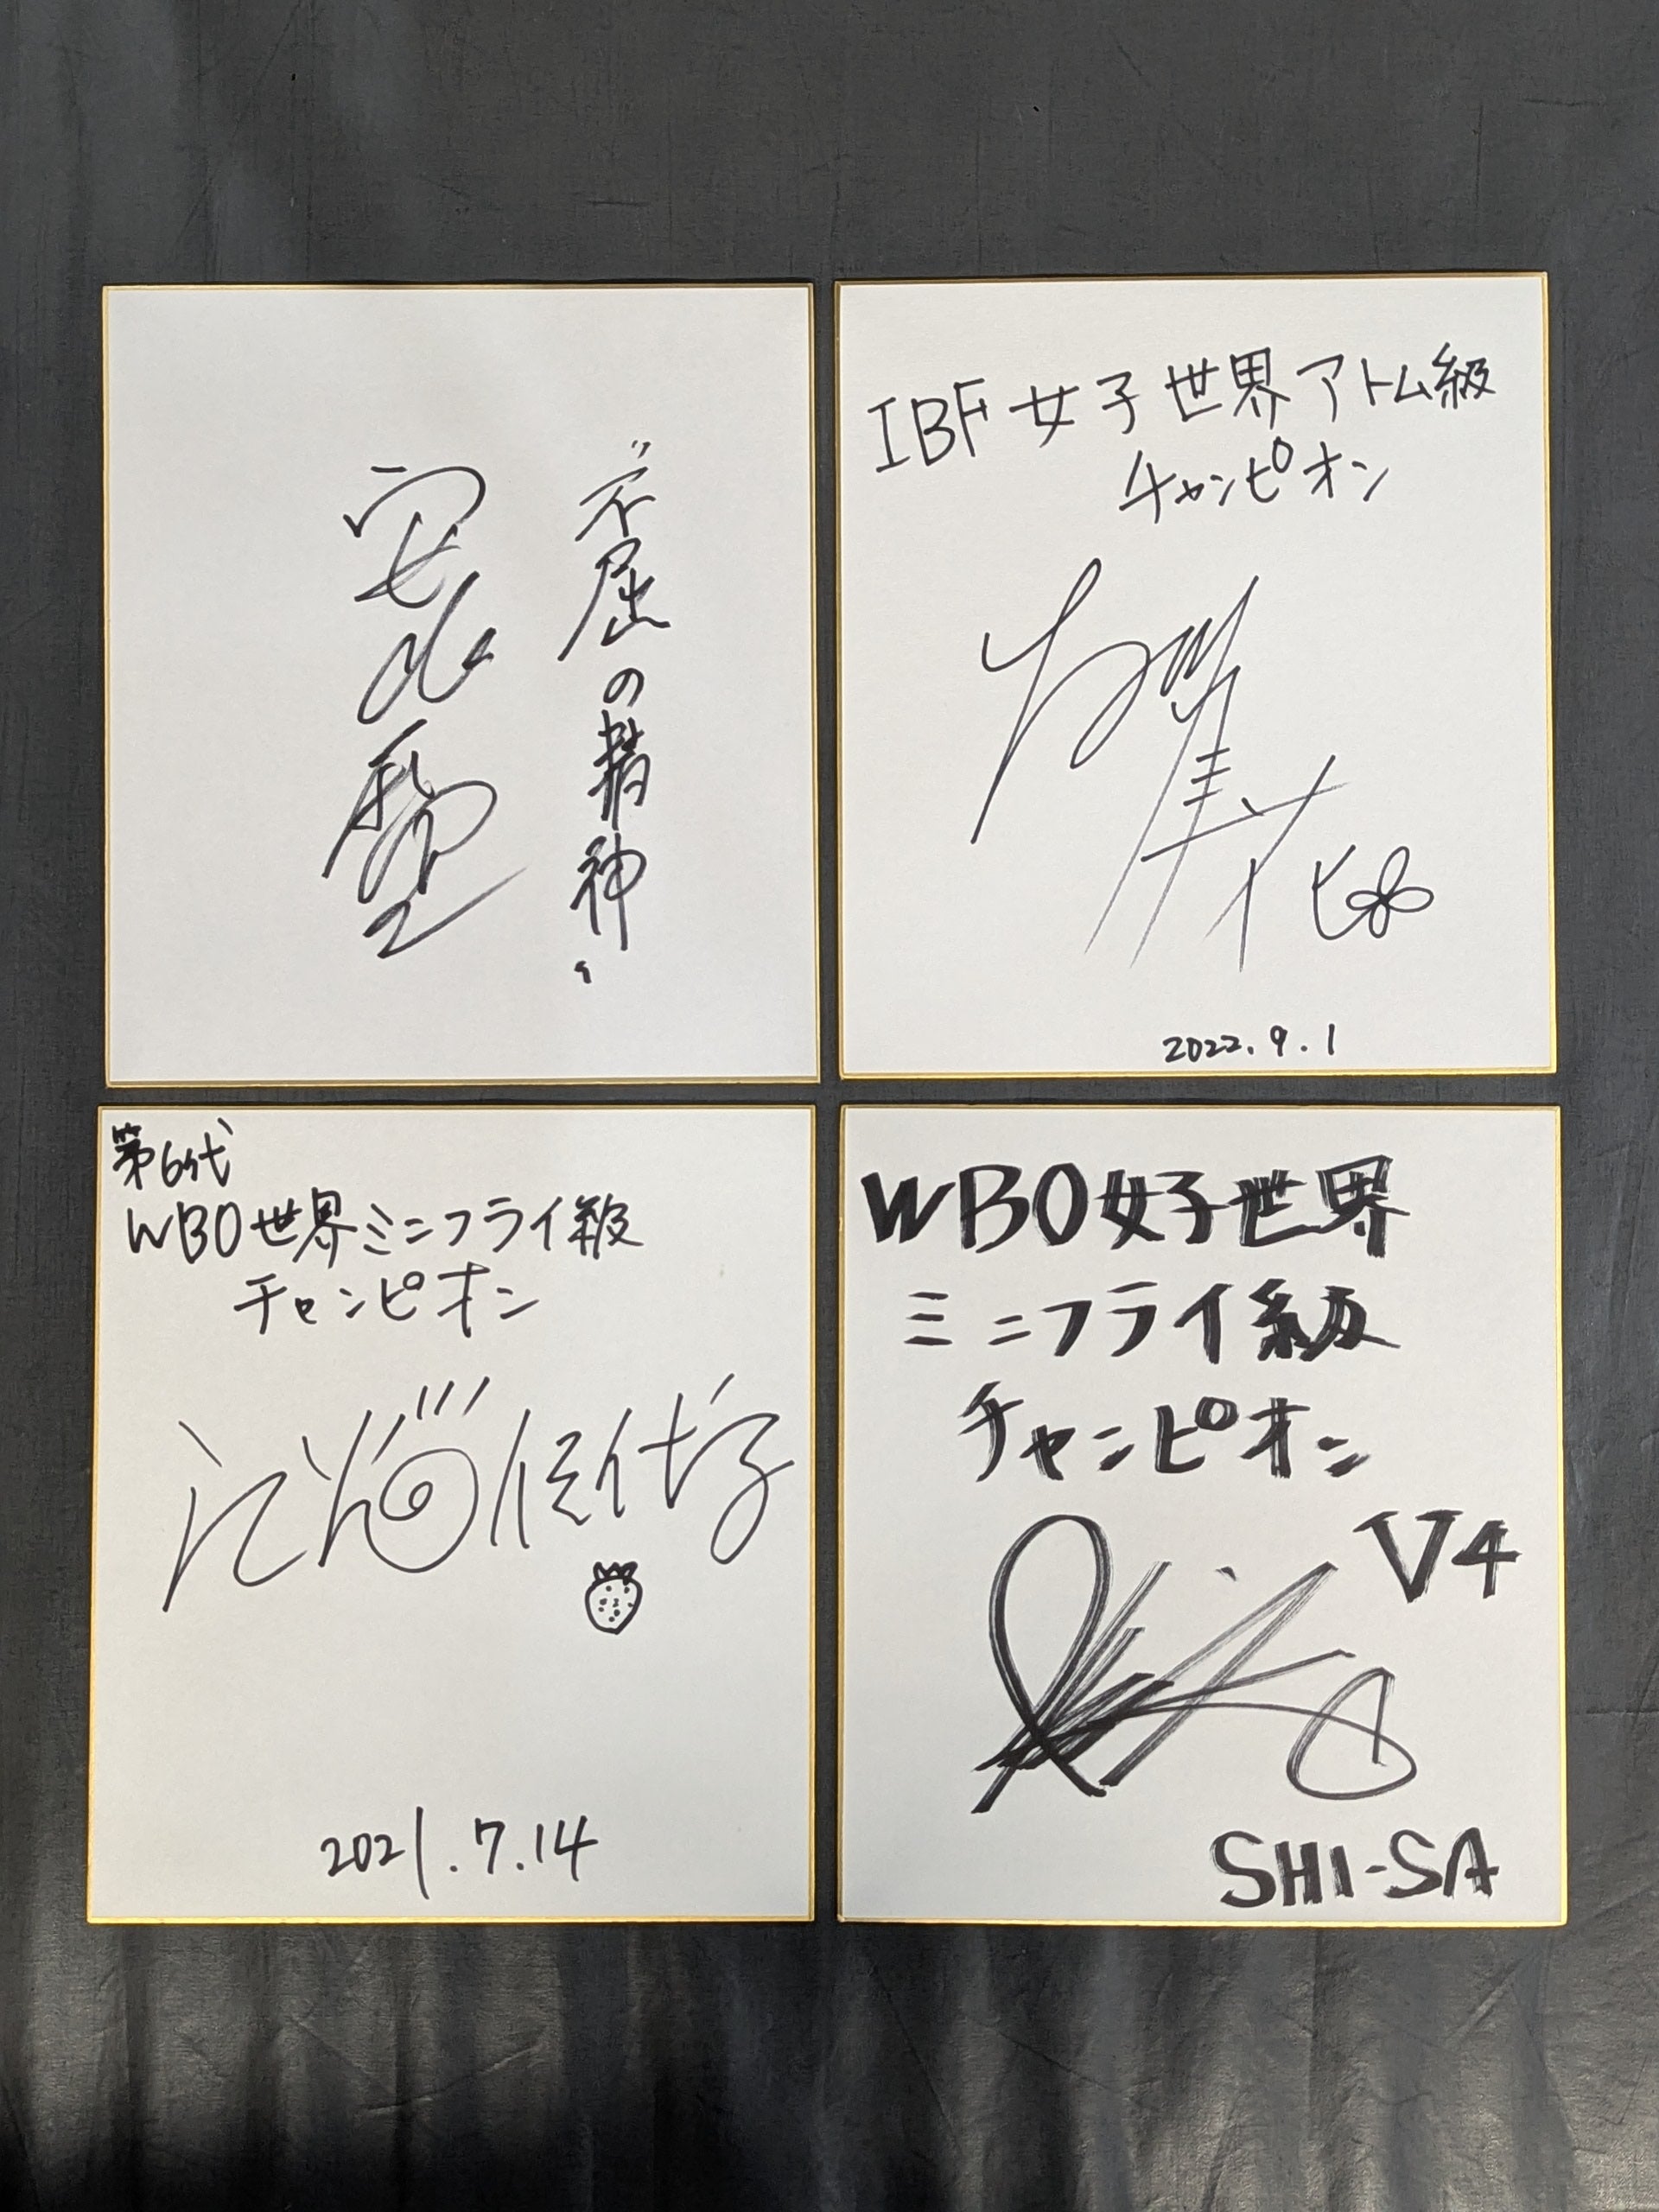 不屈の精神
IBF女子世界アトム級
チャンピオン
2022.9.1
第6代
WBO世界ミニフライ級
チャンピオン
佳代子
2021.7.14
WBO女子世界
ミニフライ級
チャンピオン
V4
SHI-SA